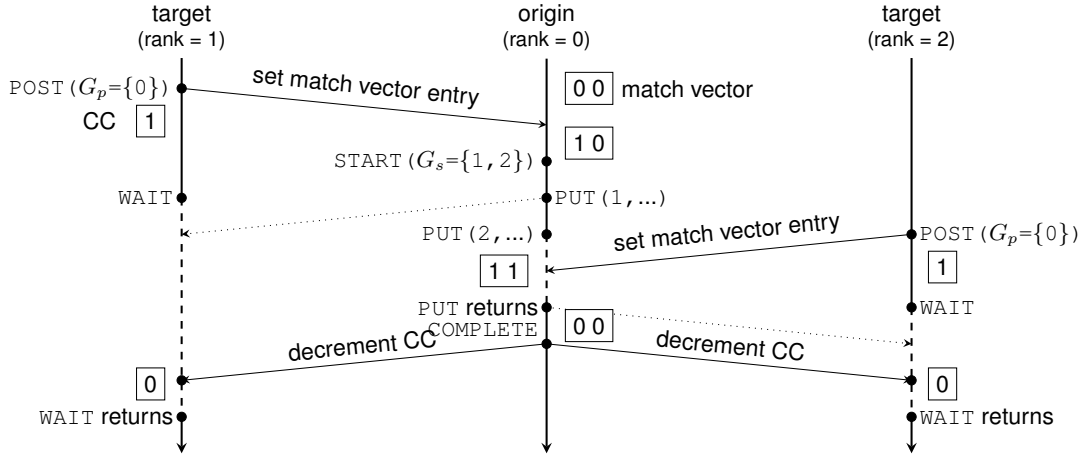 target
(rank = 1)
origin
(rank = 0)
target
(rank = 2)
POST(Gp={0})
set match vector entry
0 0 match vector
CC 1
1 0
START(Gs={1,2})
WAIT
PUT(1,…)
PUT(2,…)
set match vector entry
POST(Gp={0})
1 1
1
PUT returns
WAIT
COMPLETE
0 0
decrement CC
decrement CC
0
0
WAIT returns
WAIT returns